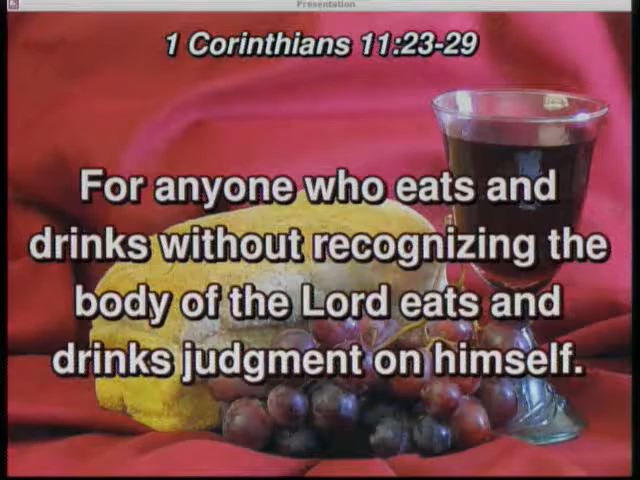 Presentation
1 Corinthians 11:23-29
For anyone who eats and
drinks without recognizing the
body of the Lord eats and
drinks judgment on himself.